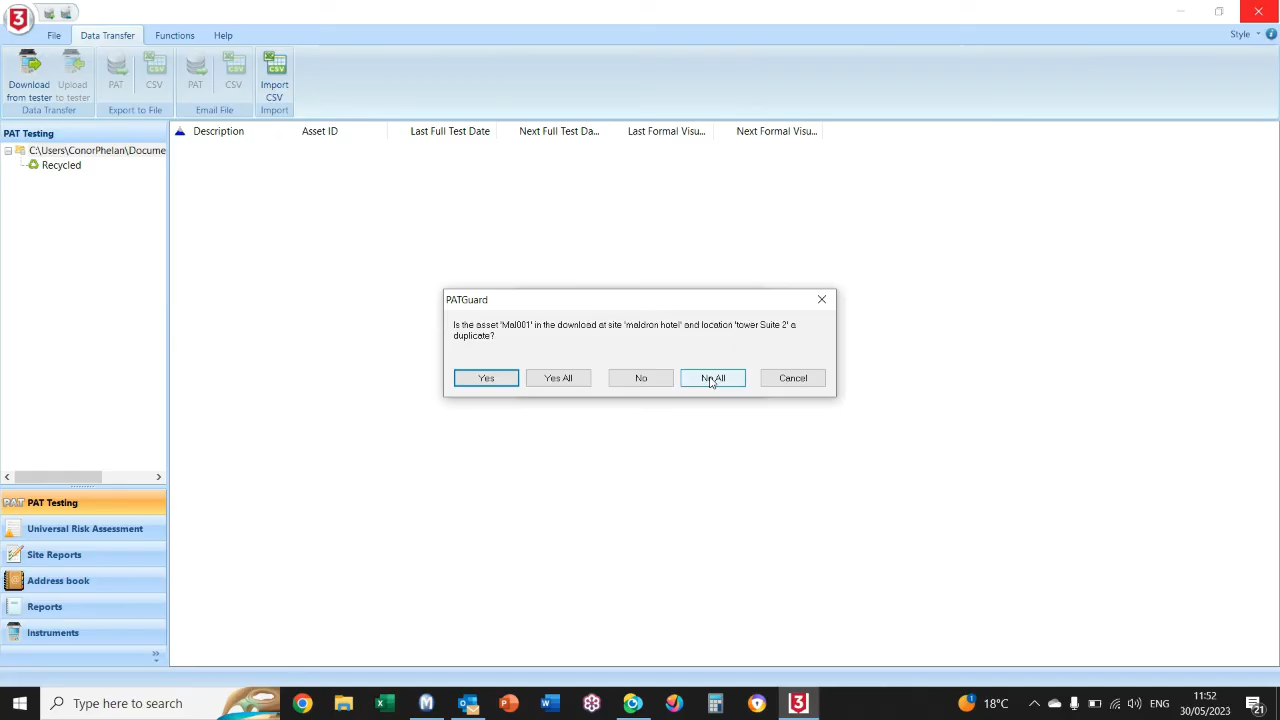 3
File
Data Transfer
Functions
Help
Style
Download
from tester
Upload
to tester
Data Transfer
PAT
CSV
Export to File
PAT
CSV
Email File
Import
CSV
Import
PAT Testing
C:\Users\ConorPhelan\Docume
Recycled
Description
Asset ID
Last Full Test Date
Next Full Test Da...
Last Formal Visu...
Next Formal Visu...
PATGuard
Is the asset 'Mal001' in the download at site 'maldron hotel' and location 'tower Suite 2' a
duplicate?
Yes
Yes All
No
No All
Cancel
PAT PAT Testing
Universal Risk Assessment
Site Reports
Address book
Reports
Instruments
Type here to search
18°C
ENG
11:52
30/05/2023
21
3